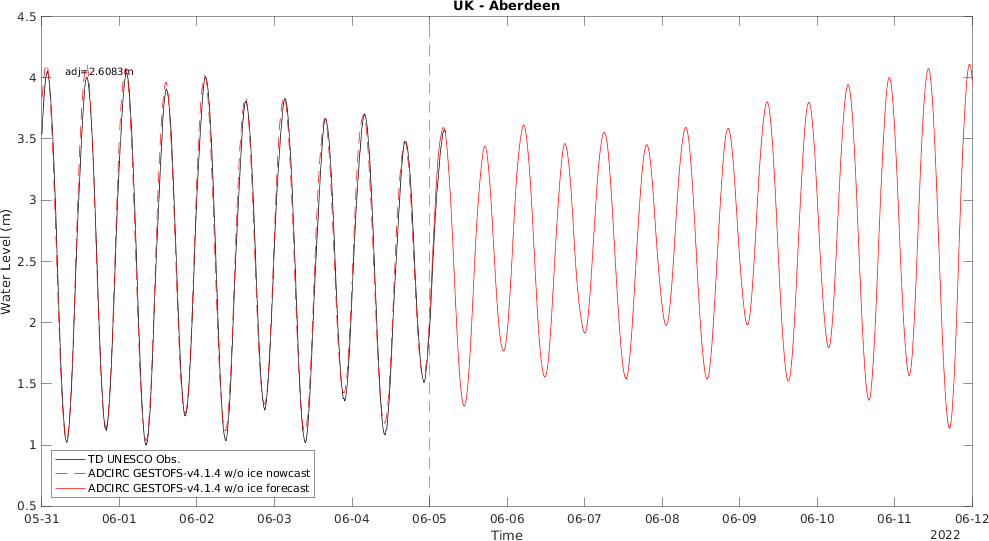 UK - Aberdeen
4.5
4
3.5
3
2.5
2
1.5
1
0.5
Water Level (m)
adj=2.6083m
TD UNESCO Obs.
ADCIRC GESTOFS-v4.1.4 w/o ice nowcast
ADCIRC GESTOFS-v4.1.4 w/o ice forecast
05-31 06-01 06-02 06-03 06-04 06-05 06-06 06-07 06-08 06-09 06-10 06-11 06-12
Time
2022